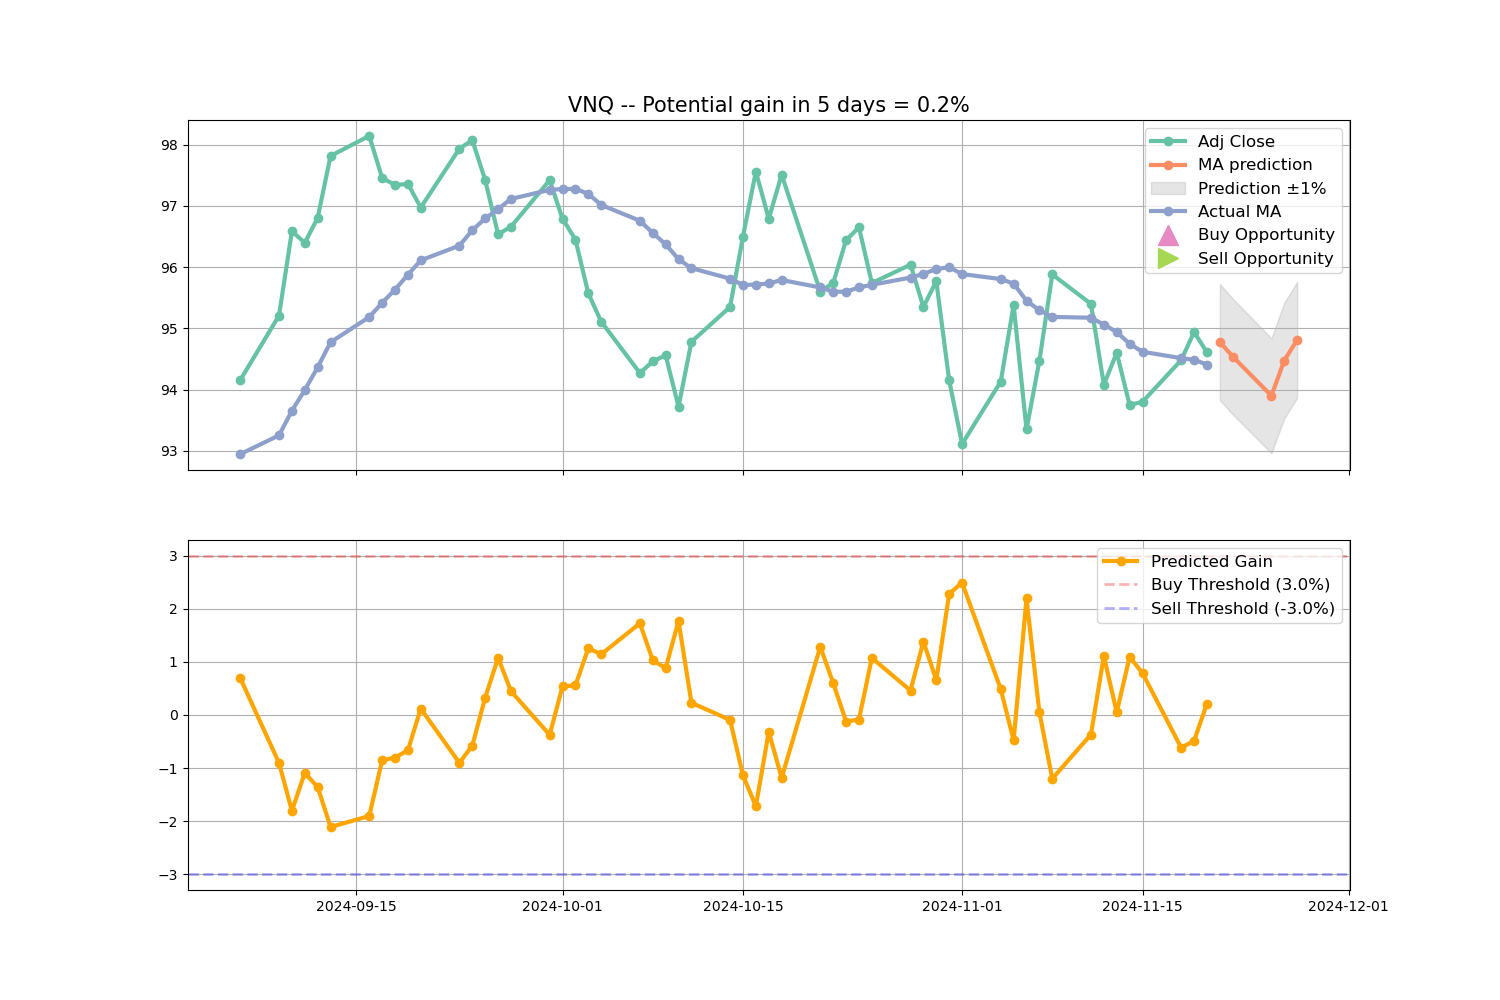 VNQ -- Potential gain in 5 days = 0.2%
98
97
96
95
94
93
Adj Close
MA prediction
Prediction ±1%
Actual MA
Buy Opportunity
Sell Opportunity
3
2
1
0
−1
−2
−3
Predicted Gain
Buy Threshold (3.0%)
Sell Threshold (-3.0%)
2024-09-15
2024-10-01
2024-10-15
2024-11-01
2024-11-15
2024-12-01